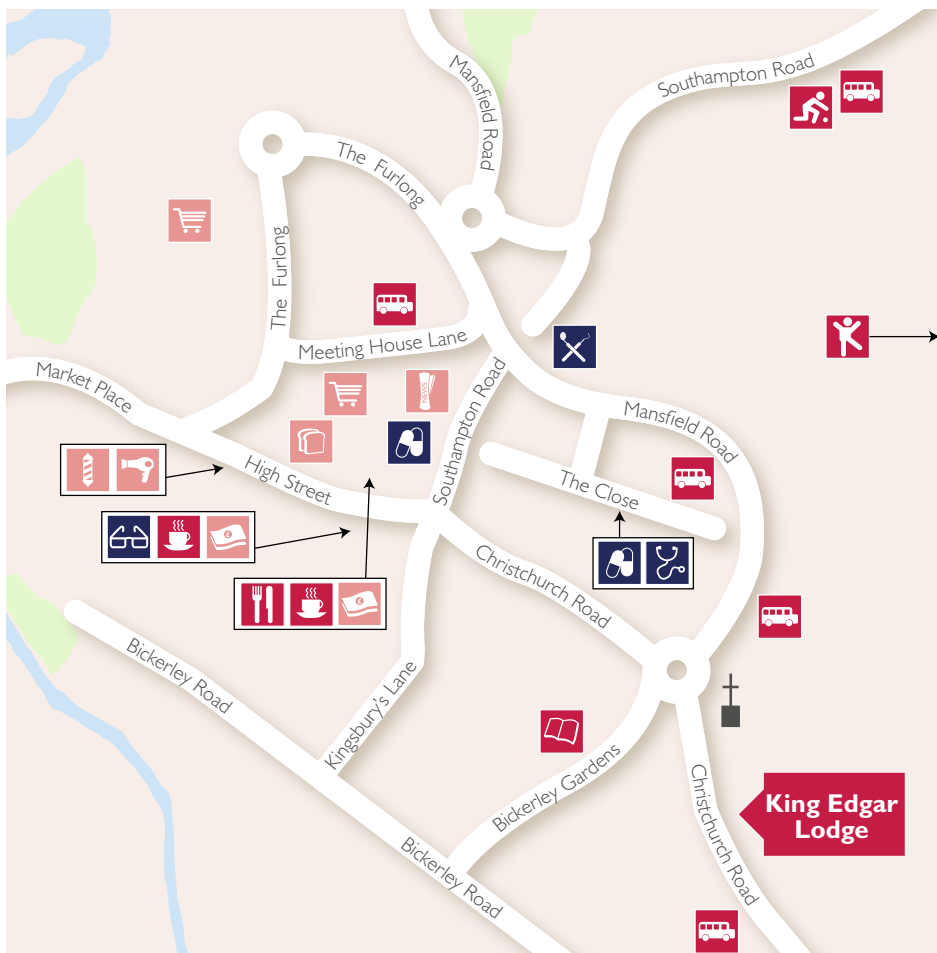 Mansfield Road
Southampton Road
The Furlong
The Furlong
Meeting House Lane
Market Place
NEWS
Southampton Road
Mansfield Road
High Street
The Close
£
£
Christchurch Road
Bickerley Road
Kingsbury's Lane
Bickerley Gardens
Christchurch Road
King Edgar
Lodge
Bickerley Road